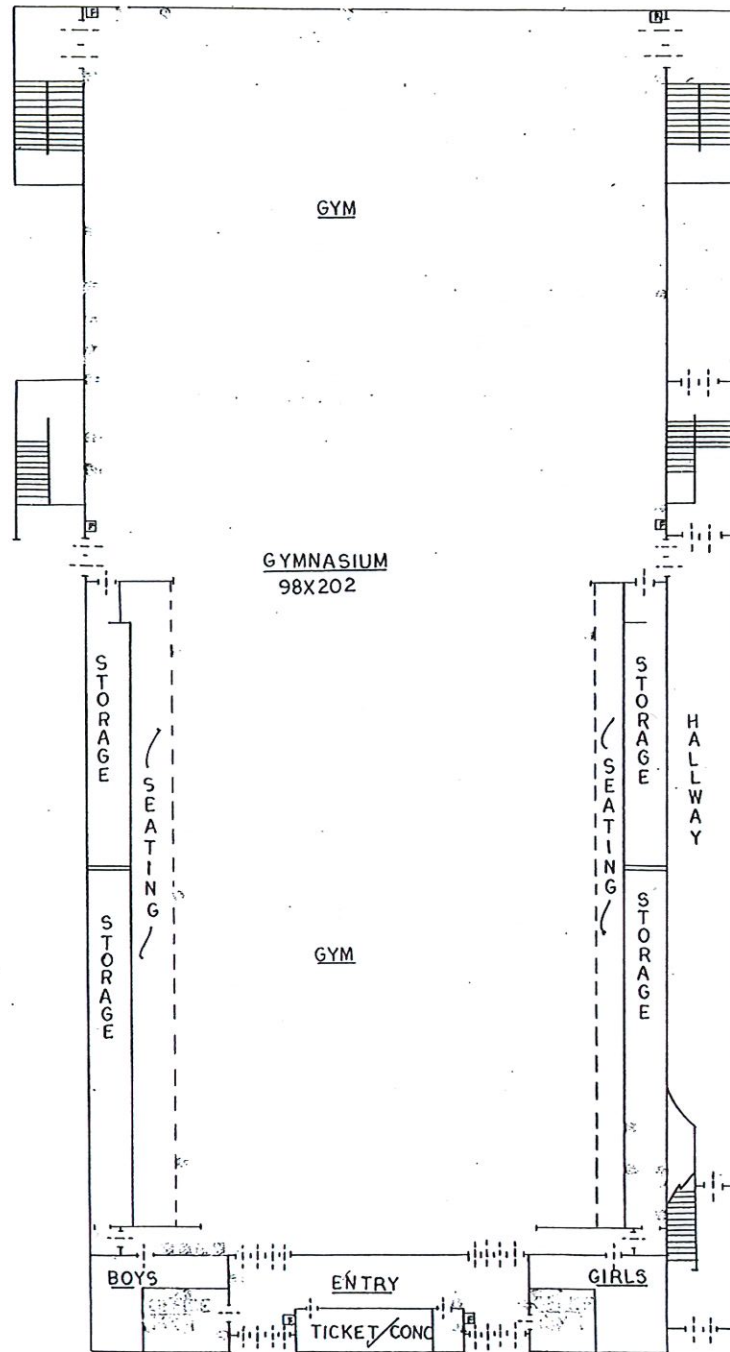 F
F
GYM
F
F
GYMNASIUM
98X202
STORAGE
STORAGE
HALLWAY
SEATING
SEATING
STORAGE
STORAGE
GYM
BOYS
ENTRY
GIRLS
TICKET/CONC